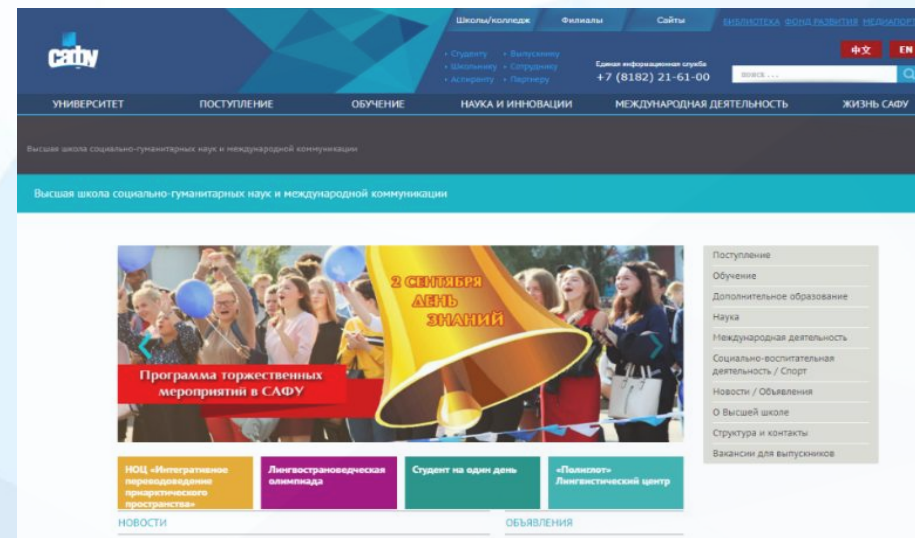 Школы/колледж Филиалы Сайты БИБЛИОТЕКА ФОНД РАЗВИТИЯ МЕДИАПОРТ
сафу
• Студенту • Выпускнику
• Школьнику • Сотруднику
• Аспиранту • Партнеру
Единая информационная служба
+7 (8182) 21-61-00
中文 EN
поиск ...
УНИВЕРСИТЕТ ПОСТУПЛЕНИЕ ОБУЧЕНИЕ НАУКА И ИННОВАЦИИ МЕЖДУНАРОДНАЯ ДЕЯТЕЛЬНОСТЬ ЖИЗНЬ САФУ
Высшая школа социально-гуманитарных наук и международной коммуникации
Высшая школа социально-гуманитарных наук и международной коммуникации
2 СЕНТЯБРЯ
ДЕНЬ
ЗНАНИЙ
Программа торжественных
мероприятий в САФУ
Поступление
Обучение
Дополнительное образование
Наука
Международная деятельность
Социально-воспитательная
деятельность / Спорт
Новости / Объявления
О Высшей школе
Структура и контакты
Вакансии для выпускников
НОЦ «Интегративное
переводоведение
приарктического
пространства»
Лингвострановедческая
олимпиада
Студент на один день
«Полиглот»
Лингвистический центр
НОВОСТИ ОБЪЯВЛЕНИЯ